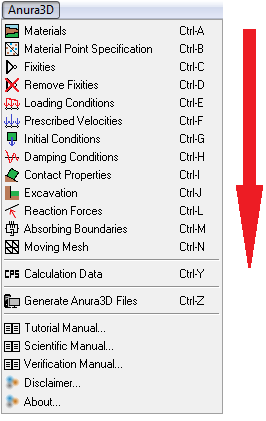 Anura3D
Materials Ctrl-A
Material Point Specification Ctrl-B
Fixities Ctrl-C
Remove Fixities Ctrl-D
Loading Conditions Ctrl-E
Prescribed Velocities Ctrl-F
Initial Conditions Ctrl-G
Damping Conditions Ctrl-H
Contact Properties Ctrl-I
Excavation Ctrl-J
Reaction Forces Ctrl-L
Absorbing Boundaries Ctrl-M
Moving Mesh Ctrl-N
CPS Calculation Data Ctrl-Y
Generate Anura3D Files Ctrl-Z
Tutorial Manual...
Scientific Manual...
Verification Manual...
Disclaimer...
About...